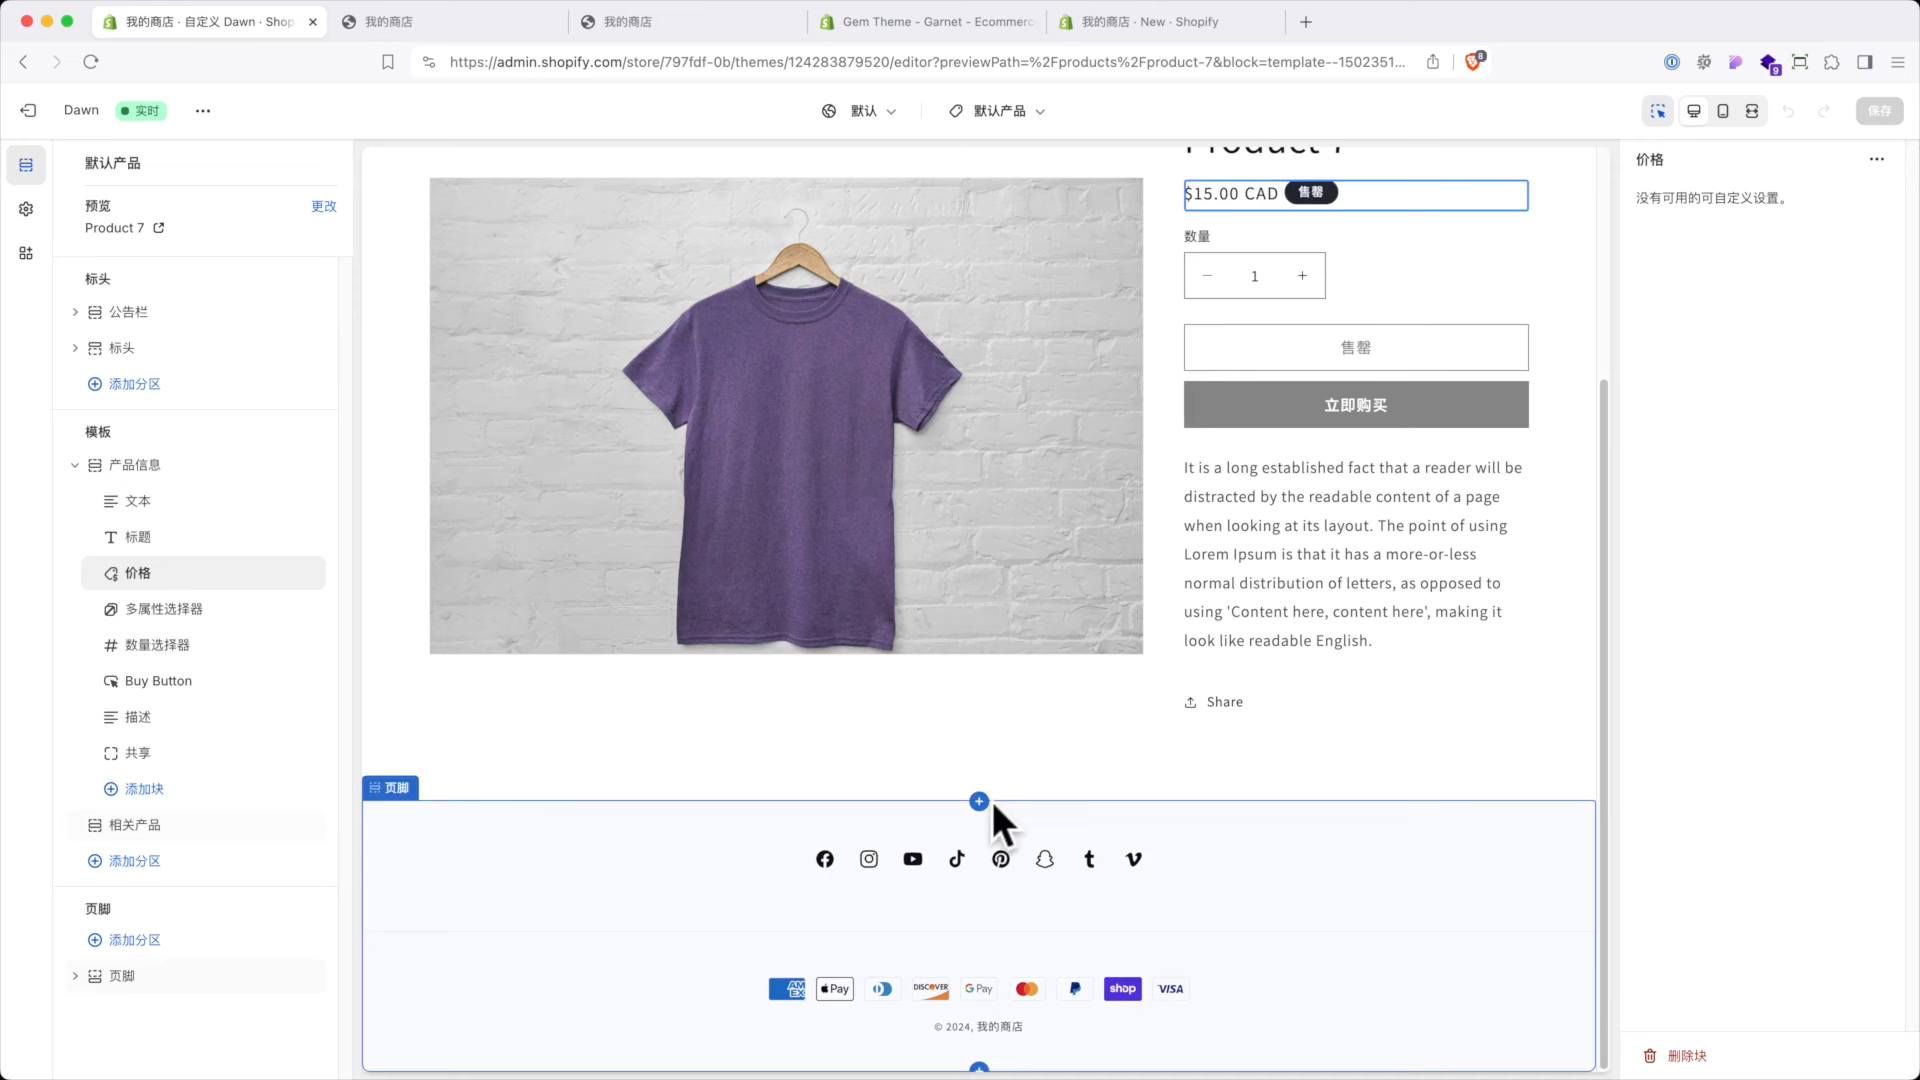 我的商店 · 自定义 Dawn · Shop
我的商店
我的商店
Gem Theme - Garnet - Ecommerc
我的商店 · New · Shopify
https://admin.shopify.com/store/797fdf-0b/themes/124283879520/editor?previewPath=%2Fproducts%2Fproduct-7&block=template--1502351...
8
9
Dawn
实时
默认
默认产品
保存
默认产品
预览
更改
Product 7
标头
公告栏
标头
添加分区
模板
产品信息
文本
标题
价格
多属性选择器
数量选择器
Buy Button
描述
共享
添加块
相关产品
添加分区
页脚
添加分区
页脚
Product 7
$15.00 CAD
售罄
数量
1
售罄
立即购买
It is a long established fact that a reader will be
distracted by the readable content of a page
when looking at its layout. The point of using
Lorem Ipsum is that it has a more-or-less
normal distribution of letters, as opposed to
using 'Content here, content here', making it
look like readable English.
Share
页脚
AMEX
Pay
DISCOVER
G Pay
shop
VISA
© 2024, 我的商店
价格
没有可用的可自定义设置。
删除块